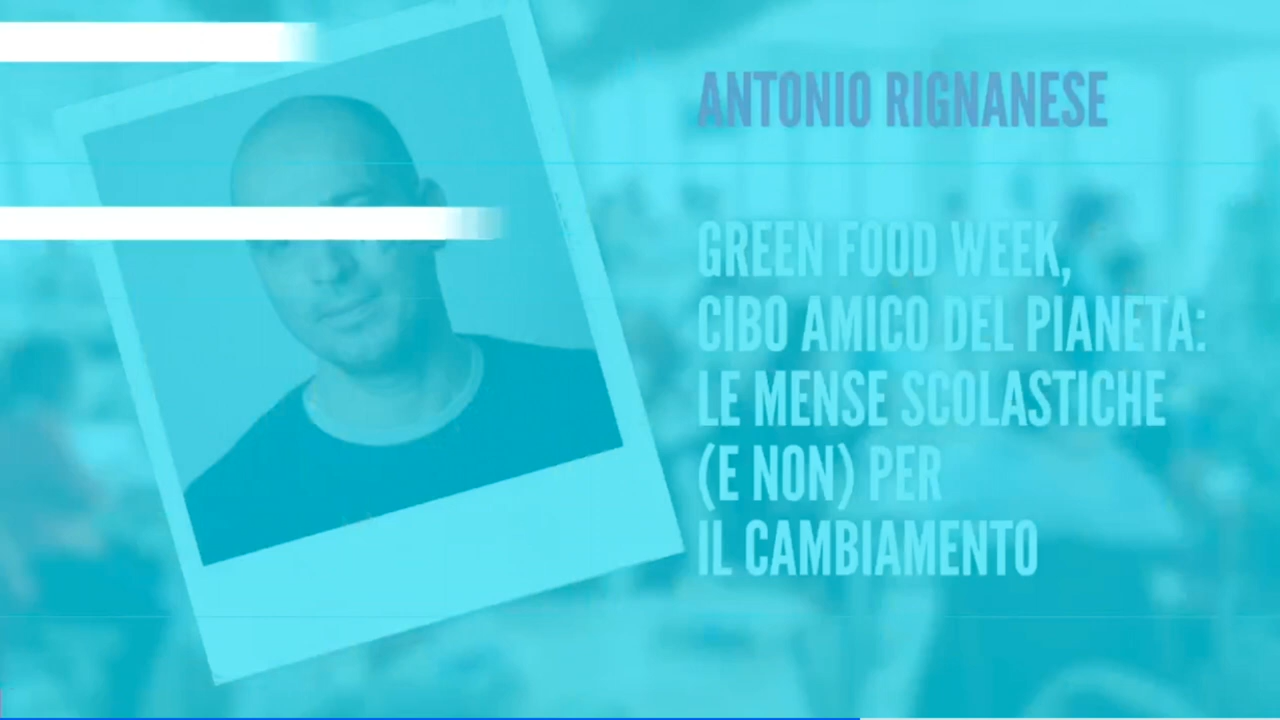 ANTONIO RIGNANESE
GREEN FOOD WEEK,
CIBO AMICO DEL PIANETA:
LE MENSE SCOLASTICHE
(E NON) PER
IL CAMBIAMENTO